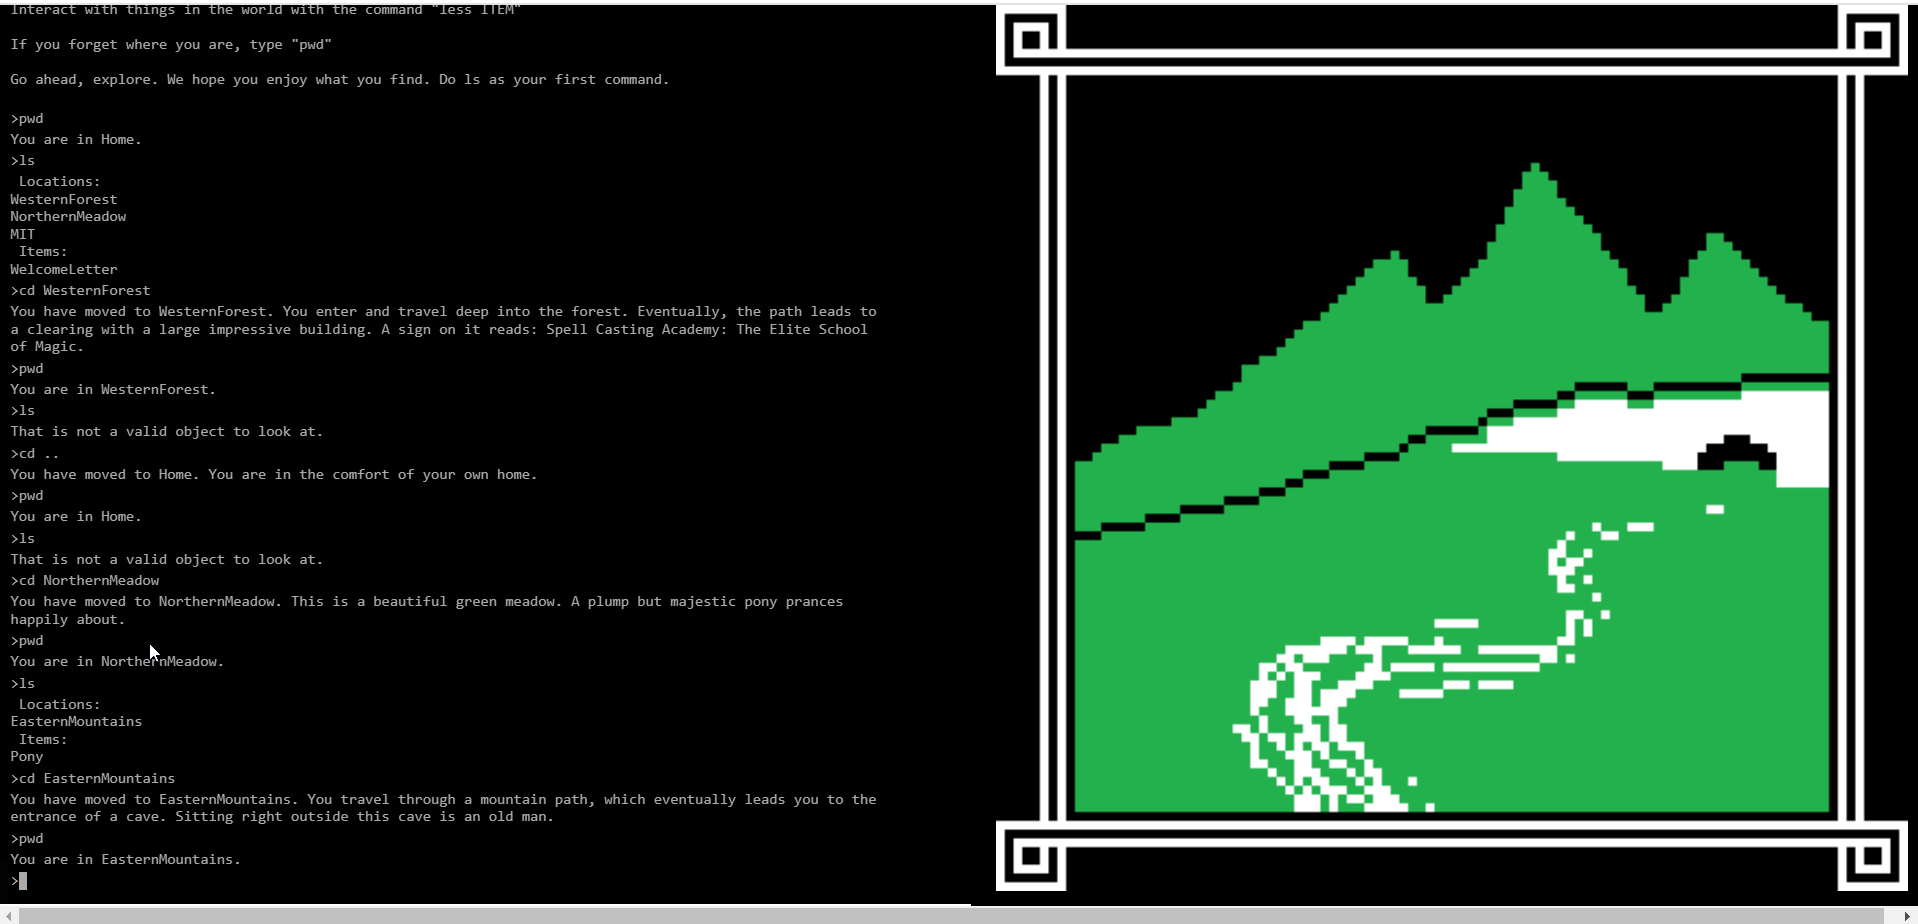 Interact with things in the world with the command "less ITEM"
If you forget where you are, type "pwd"
Go ahead, explore. We hope you enjoy what you find. Do ls as your first command.
>pwd
You are in Home.
>ls
Locations:
WesternForest
NorthernMeadow
MIT
Items:
WelcomeLetter
>cd WesternForest
You have moved to WesternForest. You enter and travel deep into the forest. Eventually, the path leads to
a clearing with a large impressive building. A sign on it reads: Spell Casting Academy: The Elite School
of Magic.
>pwd
You are in WesternForest.
>ls
That is not a valid object to look at.
>cd ..
You have moved to Home. You are in the comfort of your own home.
>pwd
You are in Home.
>ls
That is not a valid object to look at.
>cd NorthernMeadow
You have moved to NorthernMeadow. This is a beautiful green meadow. A plump but majestic pony prances
happily about.
>pwd
You are in NorthernMeadow.
>ls
Locations:
EasternMountains
Items:
Pony
>cd EasternMountains
You have moved to EasternMountains. You travel through a mountain path, which eventually leads you to the
entrance of a cave. Sitting right outside this cave is an old man.
>pwd
You are in EasternMountains.
>